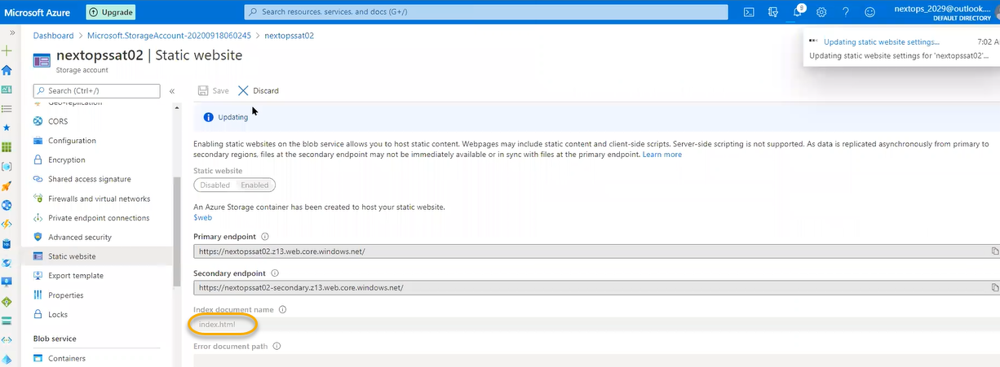 Microsoft Azure
Upgrade
Search resources, services, and docs (G+/)
9
nextops_2029@outlook....
DEFAULT DIRECTORY
Dashboard > Microsoft.StorageAccount-20200918060245 > nextopssat02
Updating static website settings...
7:02 A
Updating static website settings for 'nextopssat02'...
nextopssat02 | Static website
Storage account
Search (Ctrl+/)
Save
Discard
Geo-replication
CORS
Configuration
Encryption
Shared access signature
Firewalls and virtual networks
Private endpoint connections
Advanced security
Static website
Export template
Properties
Locks
Blob service
Containers
Updating
Enabling static websites on the blob service allows you to host static content. Webpages may include static content and client-side scripts. Server-side scripting is not supported. As data is replicated asynchronously from primary to
secondary regions, files at the secondary endpoint may not be immediately available or in sync with files at the primary endpoint. Learn more
Static website
Disabled Enabled
An Azure Storage container has been created to host your static website.
$web
Primary endpoint
https://nextopssat02.z13.web.core.windows.net/
Secondary endpoint
https://nextopssat02-secondary.z13.web.core.windows.net/
Index document name
index.html
Error document path